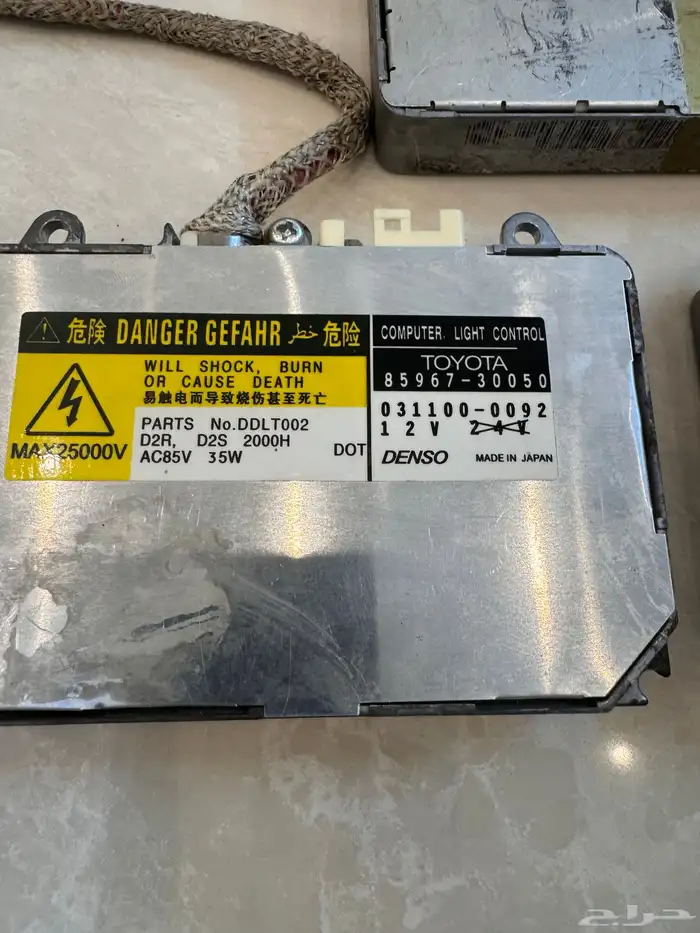 危険 DANGER GEFAHR خطر 危险
WILL SHOCK, BURN
OR CAUSE DEATH
易触电而导致烧伤甚至死亡
MAX25000V
PARTS No.DDLT002
D2R, D2S 2000H
AC85V 35W
DOT
COMPUTER, LIGHT CONTROL
TOYOTA
85967-30050
031100-0092
12V 24V
DENSO MADE IN JAPAN
حراج